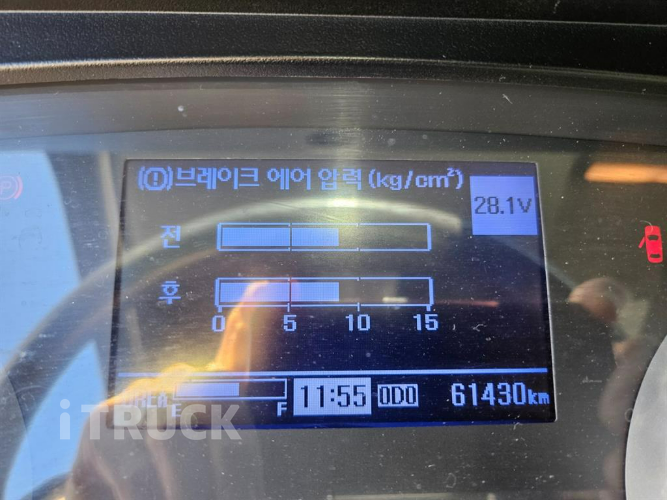 (!)브레이크 에어 압력(kg/cm²)
28.1V
전
후
0 5 10 15
UREA E F 11:55 ODO 61430km
iTRUCK
(P)